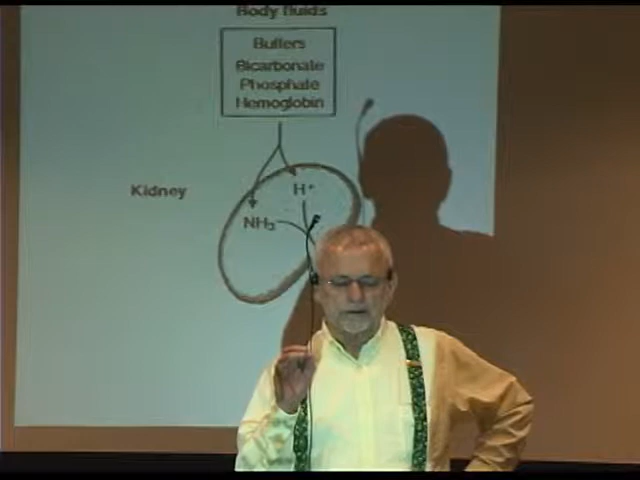 Body fluids
Buffers
Bicarbonate
Phosphate
Hemoglobin
Kidney
H⁺
NH₃